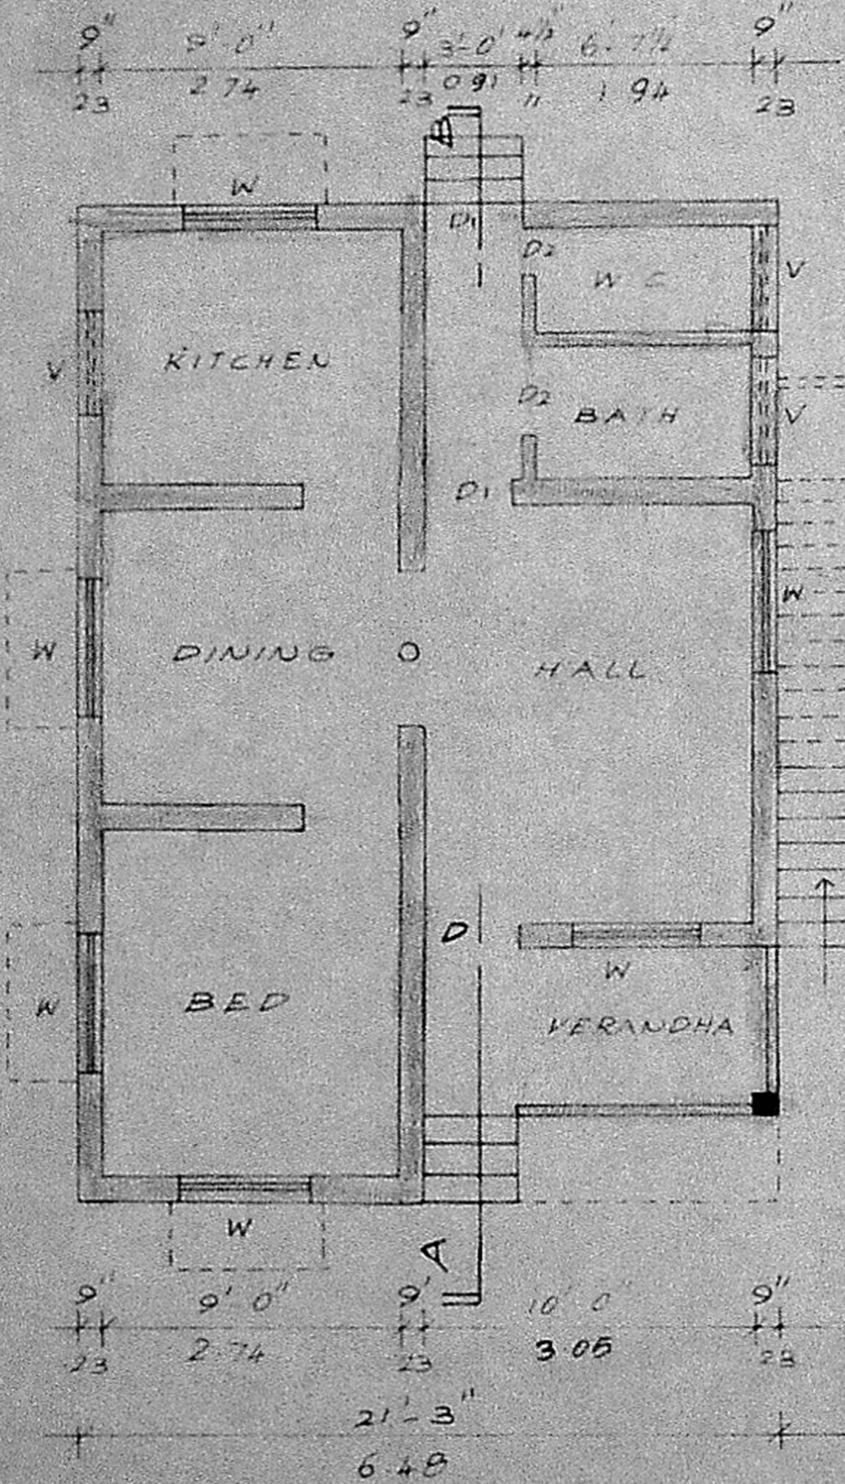 9" 9'-0" 9" 3'-0" 4½" 6'-7½" 9"
23 2.74 23 0.91 11 1.94 23
B
W
D1
D2 W C V
V KITCHEN
D2 BATH V
D1
W
W DINING HALL
D
W
W BED VERANDHA
W
A
9" 9'-0" 9' 10'-0" 9"
23 2.74 23 3.05 23
21'-3"
6.48